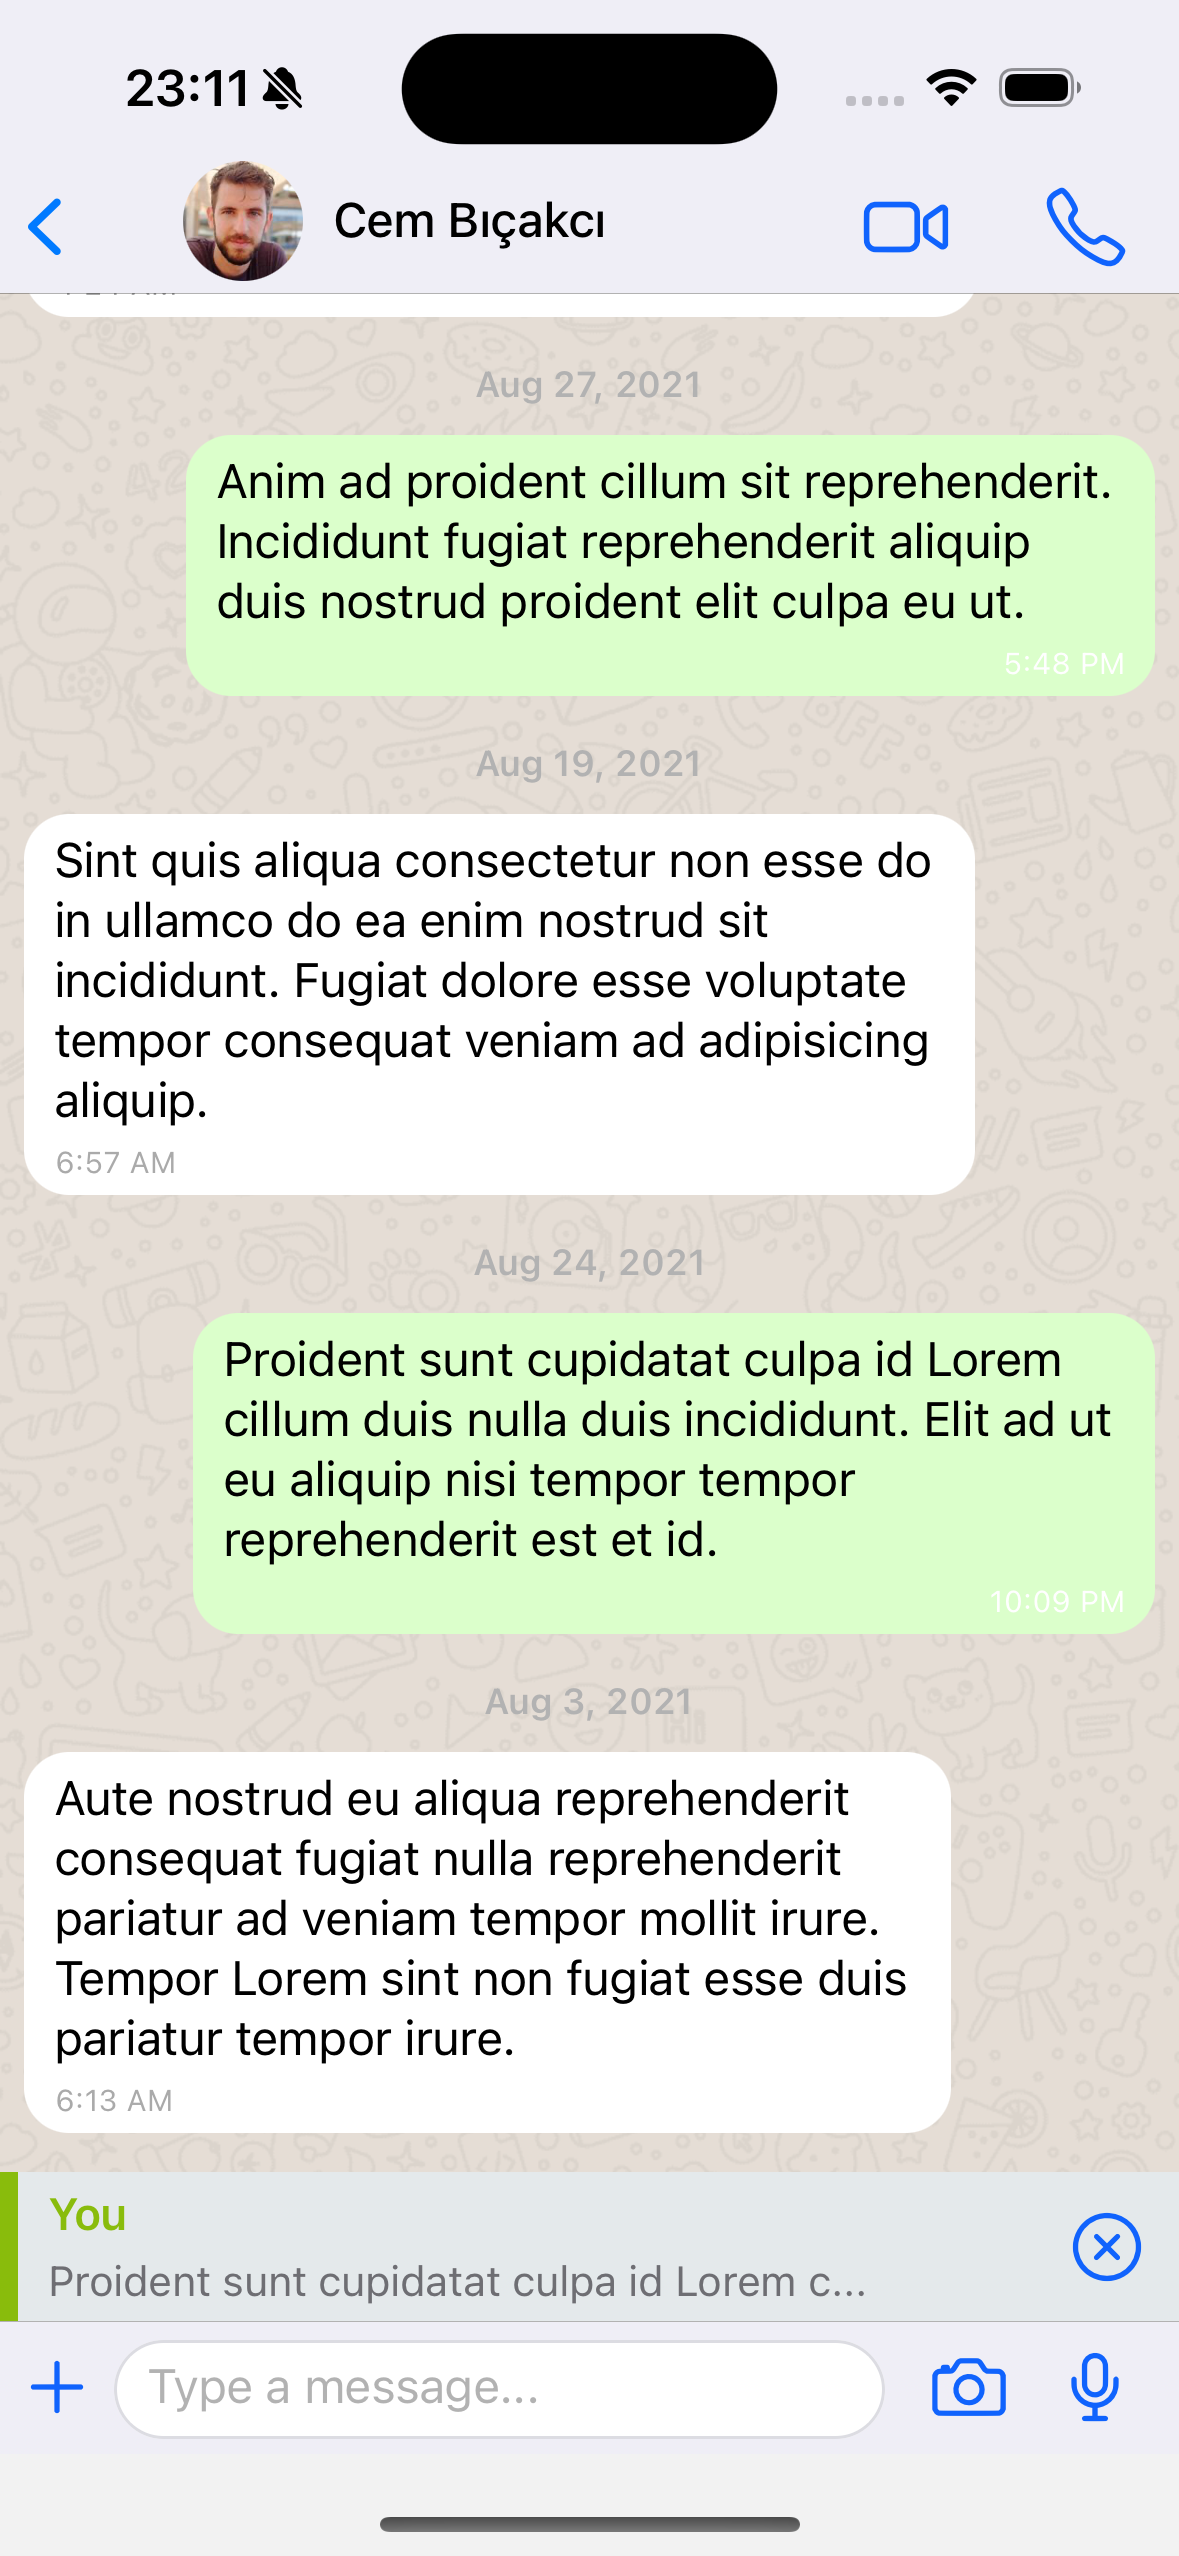 23:11
Cem Bıçakcı
Aug 27, 2021
Anim ad proident cillum sit reprehenderit.
Incididunt fugiat reprehenderit aliquip
duis nostrud proident elit culpa eu ut.
5:48 PM
Aug 19, 2021
Sint quis aliqua consectetur non esse do
in ullamco do ea enim nostrud sit
incididunt. Fugiat dolore esse voluptate
tempor consequat veniam ad adipisicing
aliquip.
6:57 AM
Aug 24, 2021
Proident sunt cupidatat culpa id Lorem
cillum duis nulla duis incididunt. Elit ad ut
eu aliquip nisi tempor tempor
reprehenderit est et id.
10:09 PM
Aug 3, 2021
Aute nostrud eu aliqua reprehenderit
consequat fugiat nulla reprehenderit
pariatur ad veniam tempor mollit irure.
Tempor Lorem sint non fugiat esse duis
pariatur tempor irure.
6:13 AM
You
Proident sunt cupidatat culpa id Lorem c...
Type a message...